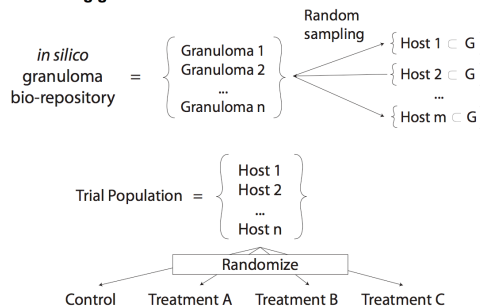 Random
sampling
in silico
granuloma
bio-repository
=
Granuloma 1
Granuloma 2
...
Granuloma n
Host 1 ⊂ G
Host 2 ⊂ G
...
Host m ⊂ G
Trial Population =
Host 1
Host 2
...
Host n
Randomize
Control Treatment A Treatment B Treatment C